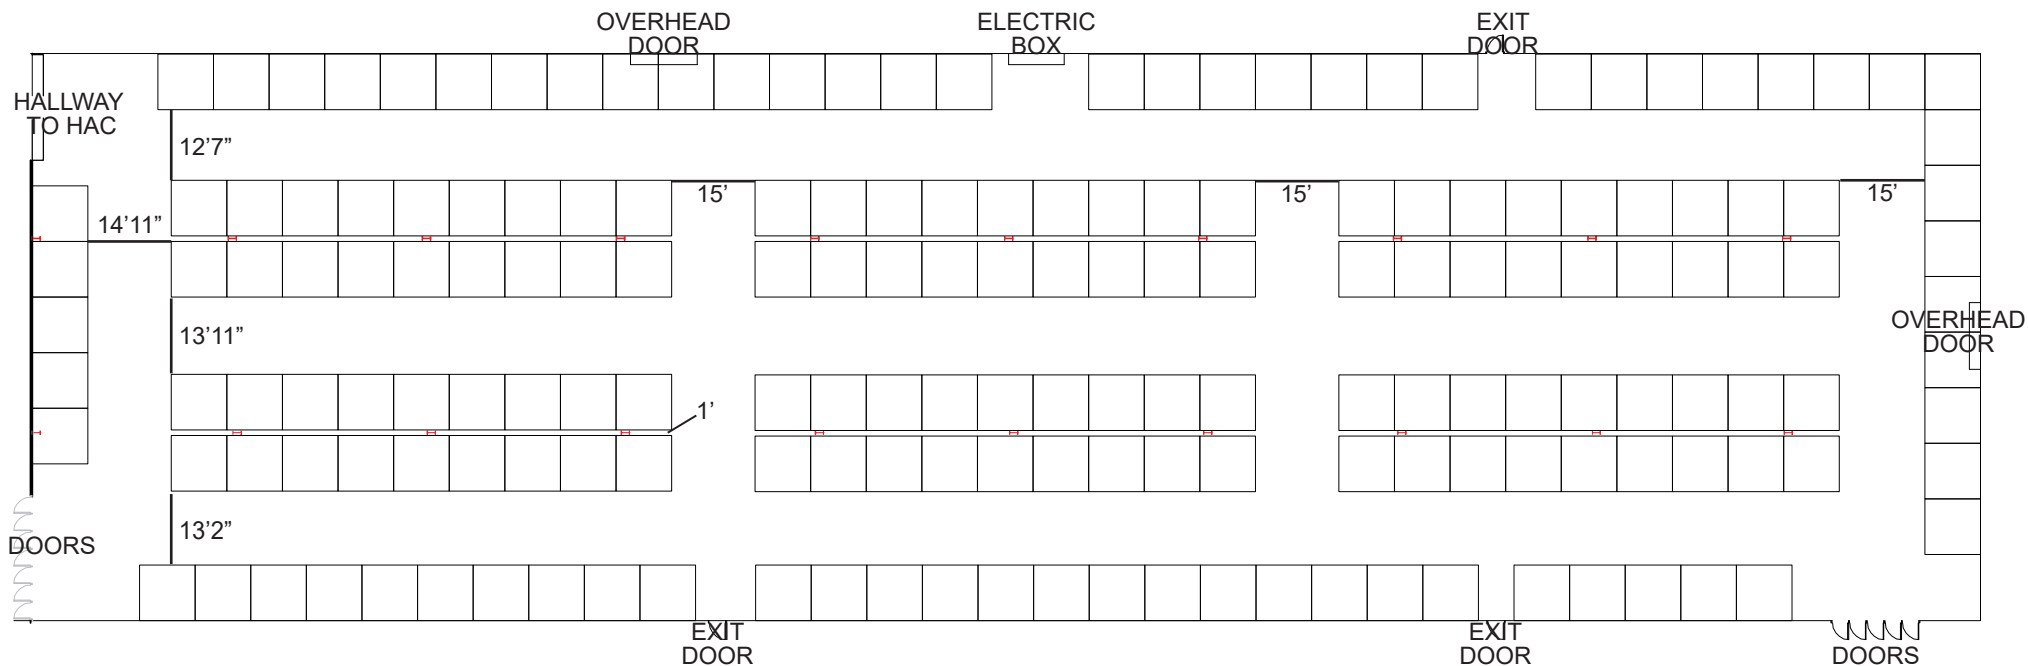 OVERHEAD
DOOR
ELECTRIC
BOX
EXIT
DOOR
HALLWAY
TO HAC
12’7”
15’
15’
15’
14’11”
OVERHEAD
DOOR
13’11”
1’
13’2”
DOORS
EXIT
DOOR
EXIT
DOOR
DOORS